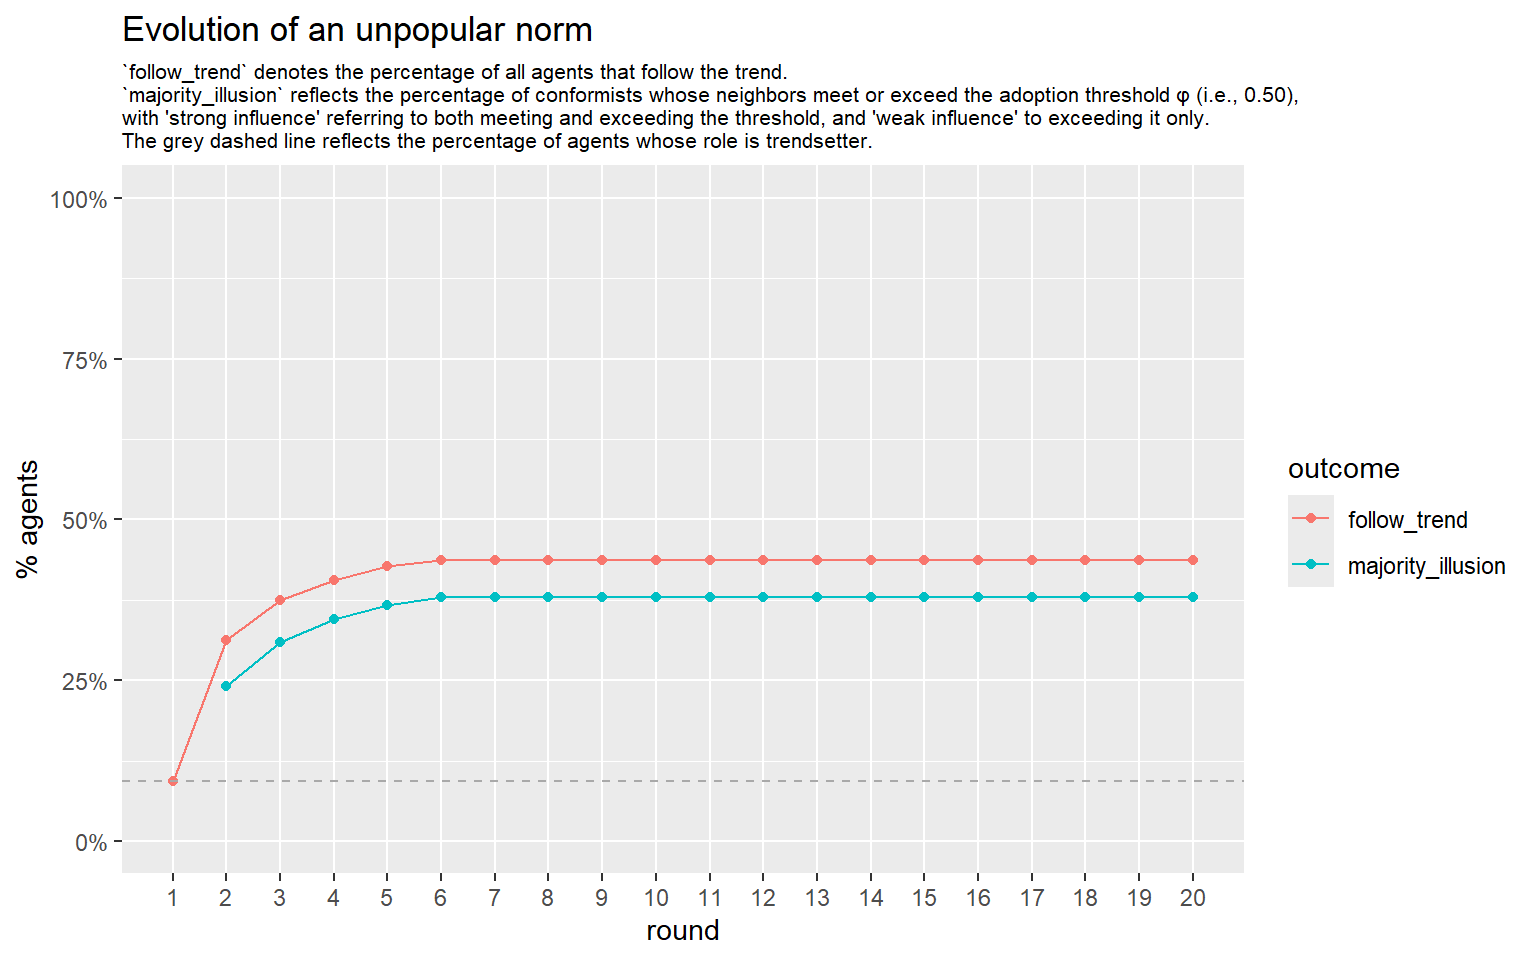 Evolution of an unpopular norm
`follow_trend` denotes the percentage of all agents that follow the trend.
`majority_illusion` reflects the percentage of conformists whose neighbors meet or exceed the adoption threshold φ (i.e., 0.50),
with 'strong influence' referring to both meeting and exceeding the threshold, and 'weak influence' to exceeding it only.
The grey dashed line reflects the percentage of agents whose role is trendsetter.
100%
75%
50%
25%
0%
% agents
1 2 3 4 5 6 7 8 9 10 11 12 13 14 15 16 17 18 19 20
round
outcome
follow_trend
majority_illusion